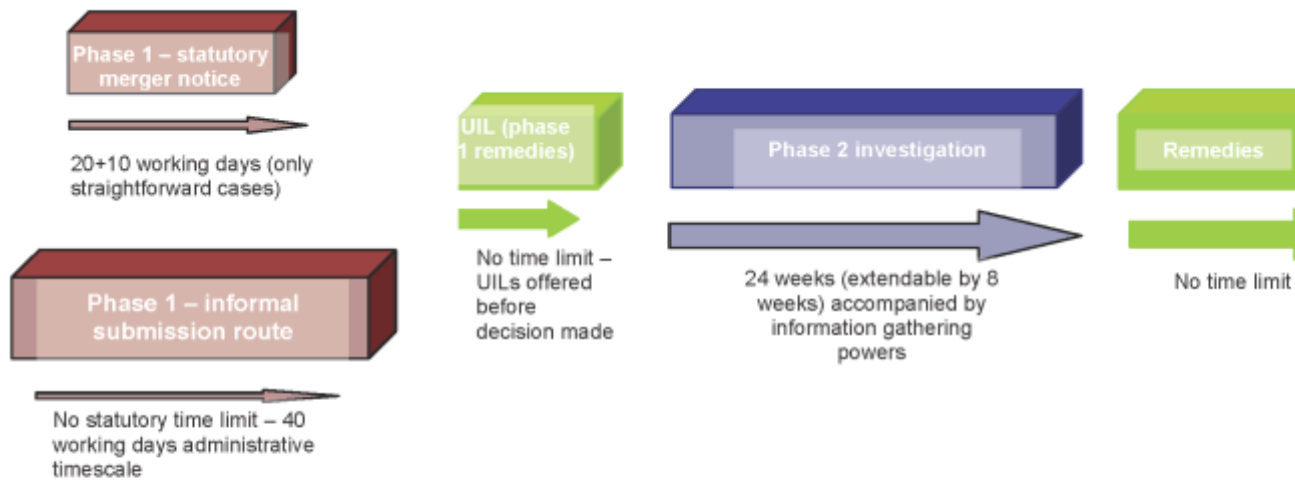 Phase 1 – statutory
merger notice
20+10 working days (only
straightforward cases)
Phase 1 – informal
submission route
No statutory time limit – 40
working days administrative
timescale
UIL (phase
1 remedies)
No time limit –
UILs offered
before
decision made
Phase 2 investigation
24 weeks (extendable by 8
weeks) accompanied by
information gathering
powers
Remedies
No time limit